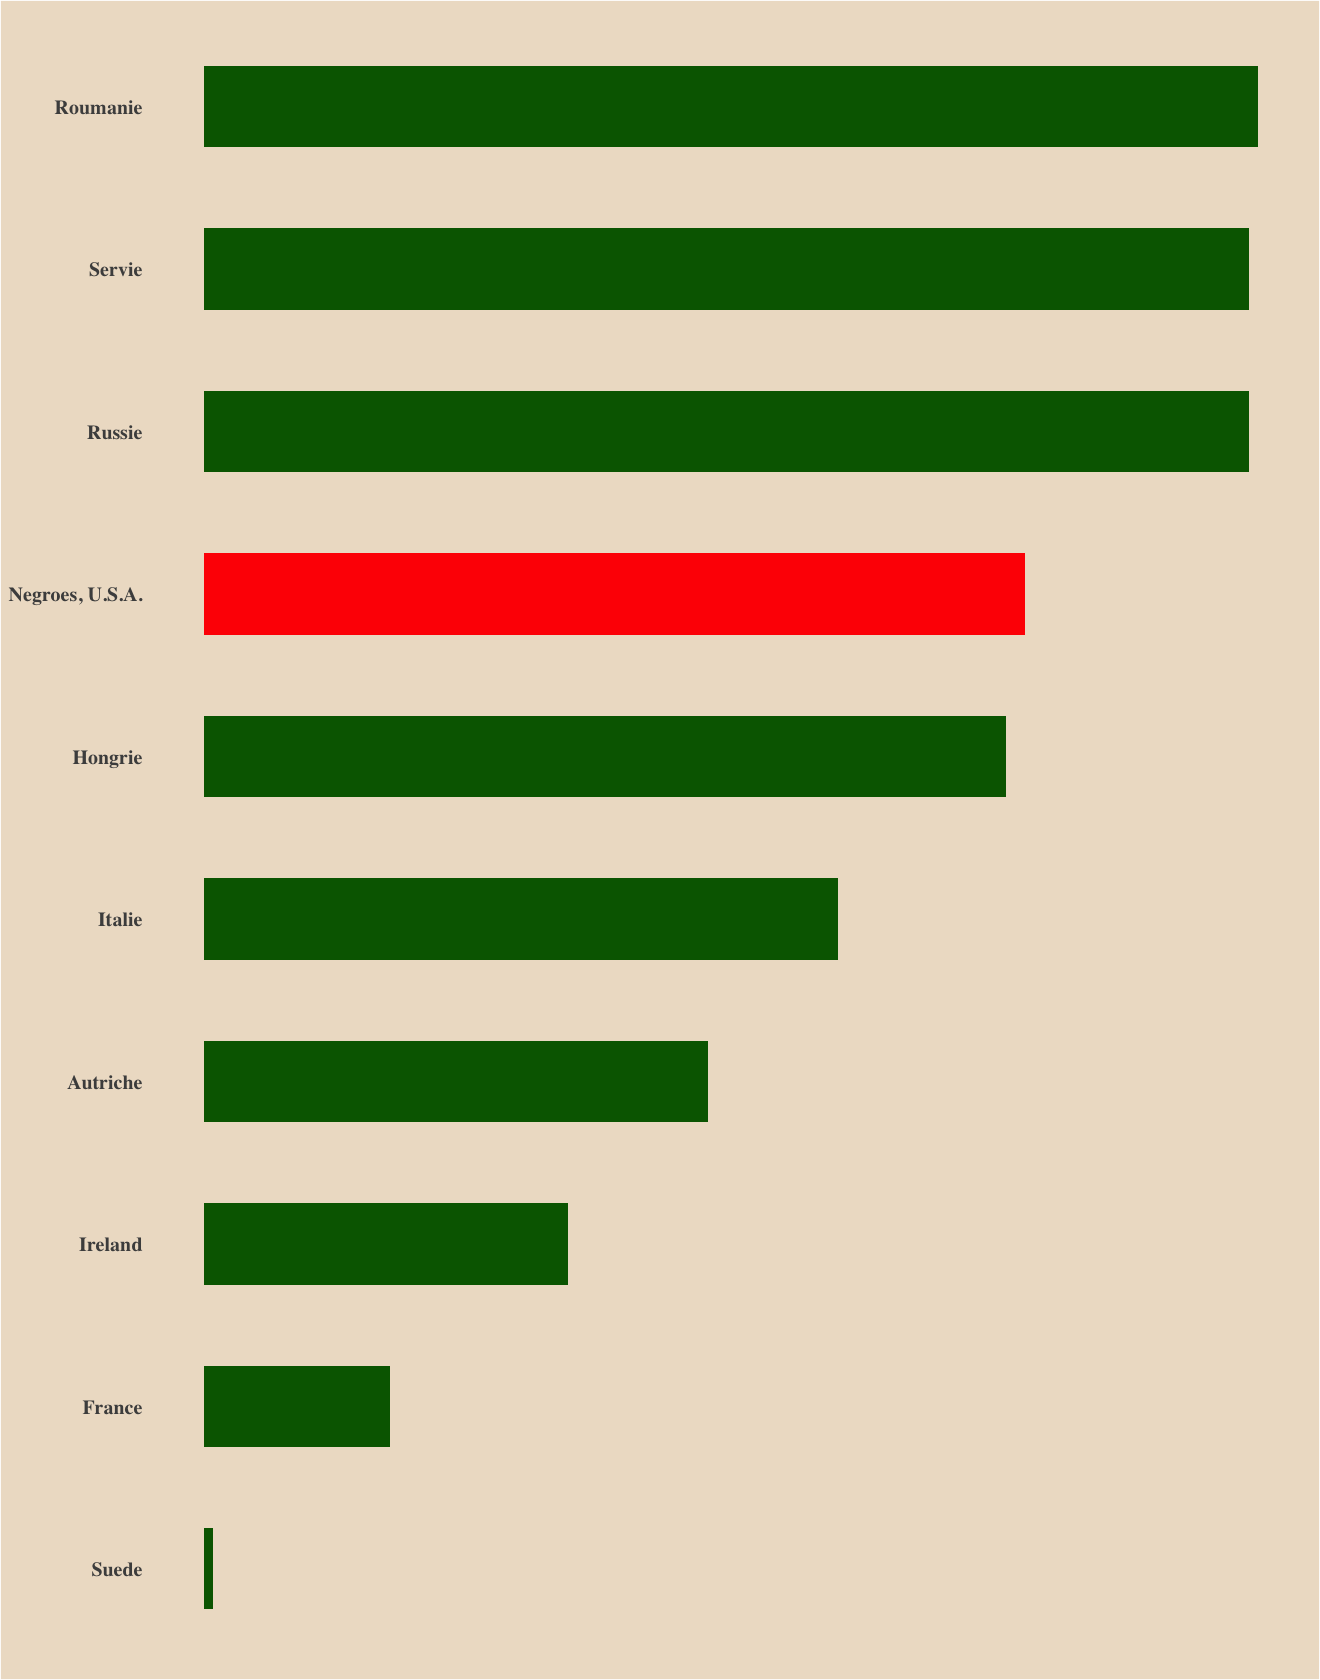 Roumanie
Servie
Russie
Negroes, U.S.A.
Hongrie
Italie
Autriche
Ireland
France
Suede